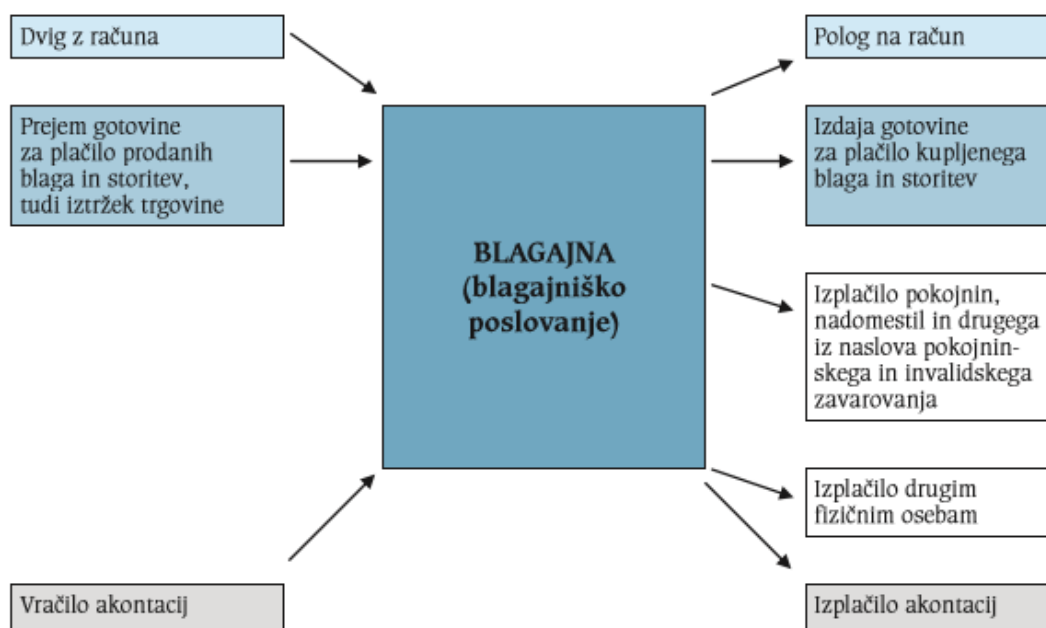 Dvig z računa
Prejem gotovine
za plačilo prodanih
blaga in storitev,
tudi iztržek trgovine
Vračilo akontacij
BLAGAJNA
(blagajniško
poslovanje)
Polog na račun
Izdaja gotovine
za plačilo kupljenega
blaga in storitev
Izplačilo pokojnin,
nadomestil in drugega
iz naslova pokojnin-
skega in invalidskega
zavarovanja
Izplačilo drugim
fizičnim osebam
Izplačilo akontacij